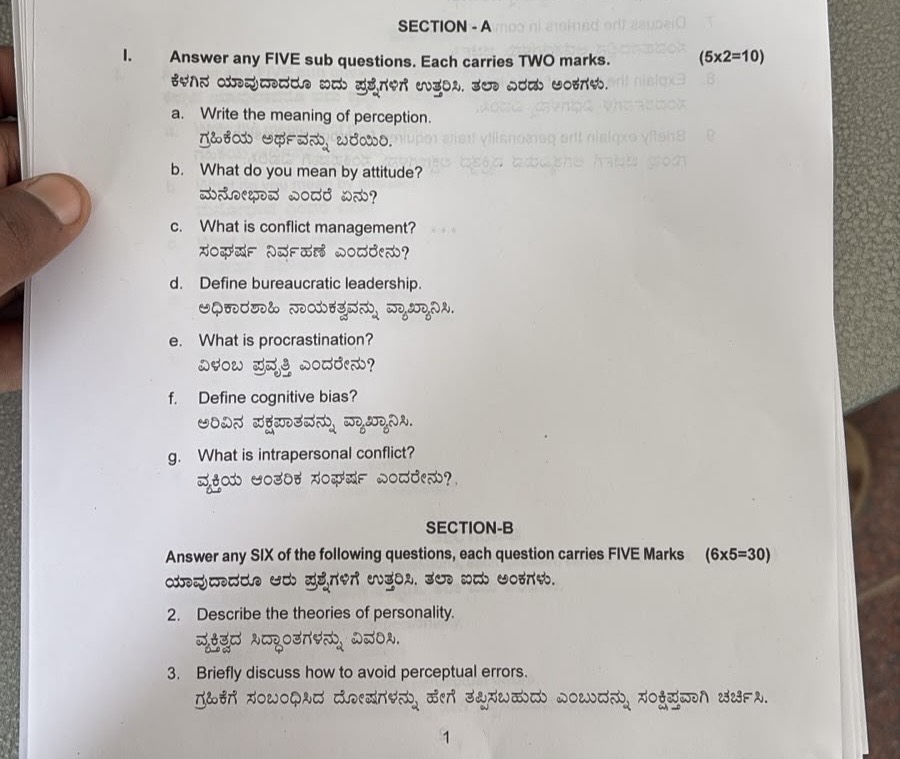 SECTION - A
I. Answer any FIVE sub questions. Each carries TWO marks. (5x2=10)
ಕೆಳಗಿನ ಯಾವುದಾದರೂ ಐದು ಪ್ರಶ್ನೆಗಳಿಗೆ ಉತ್ತರಿಸಿ. ತಲಾ ಎರಡು ಅಂಕಗಳು.
a. Write the meaning of perception.
ಗ್ರಹಿಕೆಯ ಅರ್ಥವನ್ನು ಬರೆಯಿರಿ.
b. What do you mean by attitude?
ಮನೋಭಾವ ಎಂದರೆ ಏನು?
c. What is conflict management?
ಸಂಘರ್ಷ ನಿರ್ವಹಣೆ ಎಂದರೇನು?
d. Define bureaucratic leadership.
ಅಧಿಕಾರಶಾಹಿ ನಾಯಕತ್ವವನ್ನು ವ್ಯಾಖ್ಯಾನಿಸಿ.
e. What is procrastination?
ವಿಳಂಬ ಪ್ರವೃತ್ತಿ ಎಂದರೇನು?
f. Define cognitive bias?
ಅರಿವಿನ ಪಕ್ಷಪಾತವನ್ನು ವ್ಯಾಖ್ಯಾನಿಸಿ.
g. What is intrapersonal conflict?
ವ್ಯಕ್ತಿಯ ಆಂತರಿಕ ಸಂಘರ್ಷ ಎಂದರೇನು?
SECTION-B
Answer any SIX of the following questions, each question carries FIVE Marks (6x5=30)
ಯಾವುದಾದರೂ ಆರು ಪ್ರಶ್ನೆಗಳಿಗೆ ಉತ್ತರಿಸಿ. ತಲಾ ಐದು ಅಂಕಗಳು.
2. Describe the theories of personality.
ವ್ಯಕ್ತಿತ್ವದ ಸಿದ್ಧಾಂತಗಳನ್ನು ವಿವರಿಸಿ.
3. Briefly discuss how to avoid perceptual errors.
ಗ್ರಹಿಕೆಗೆ ಸಂಬಂಧಿಸಿದ ದೋಷಗಳನ್ನು ಹೇಗೆ ತಪ್ಪಿಸಬಹುದು ಎಂಬುದನ್ನು ಸಂಕ್ಷಿಪ್ತವಾಗಿ ಚರ್ಚಿಸಿ.
1